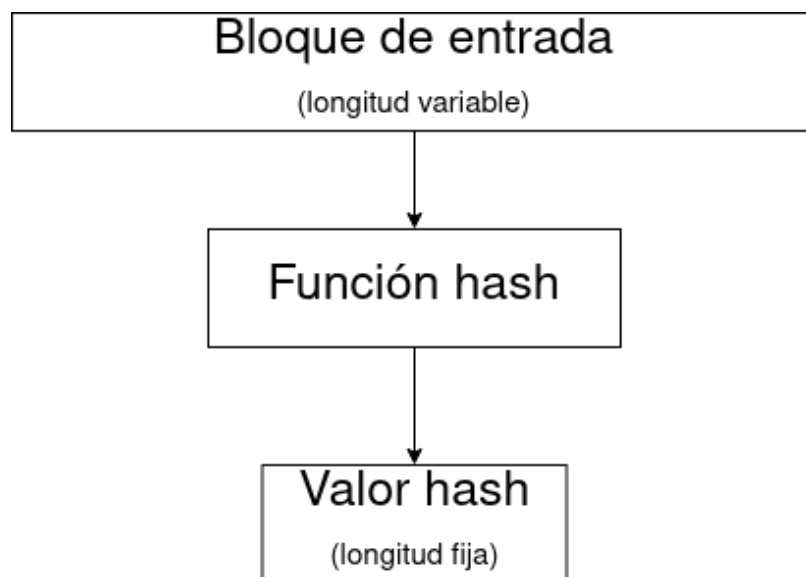 Bloque de entrada
(longitud variable)
Función hash
Valor hash
(longitud fija)